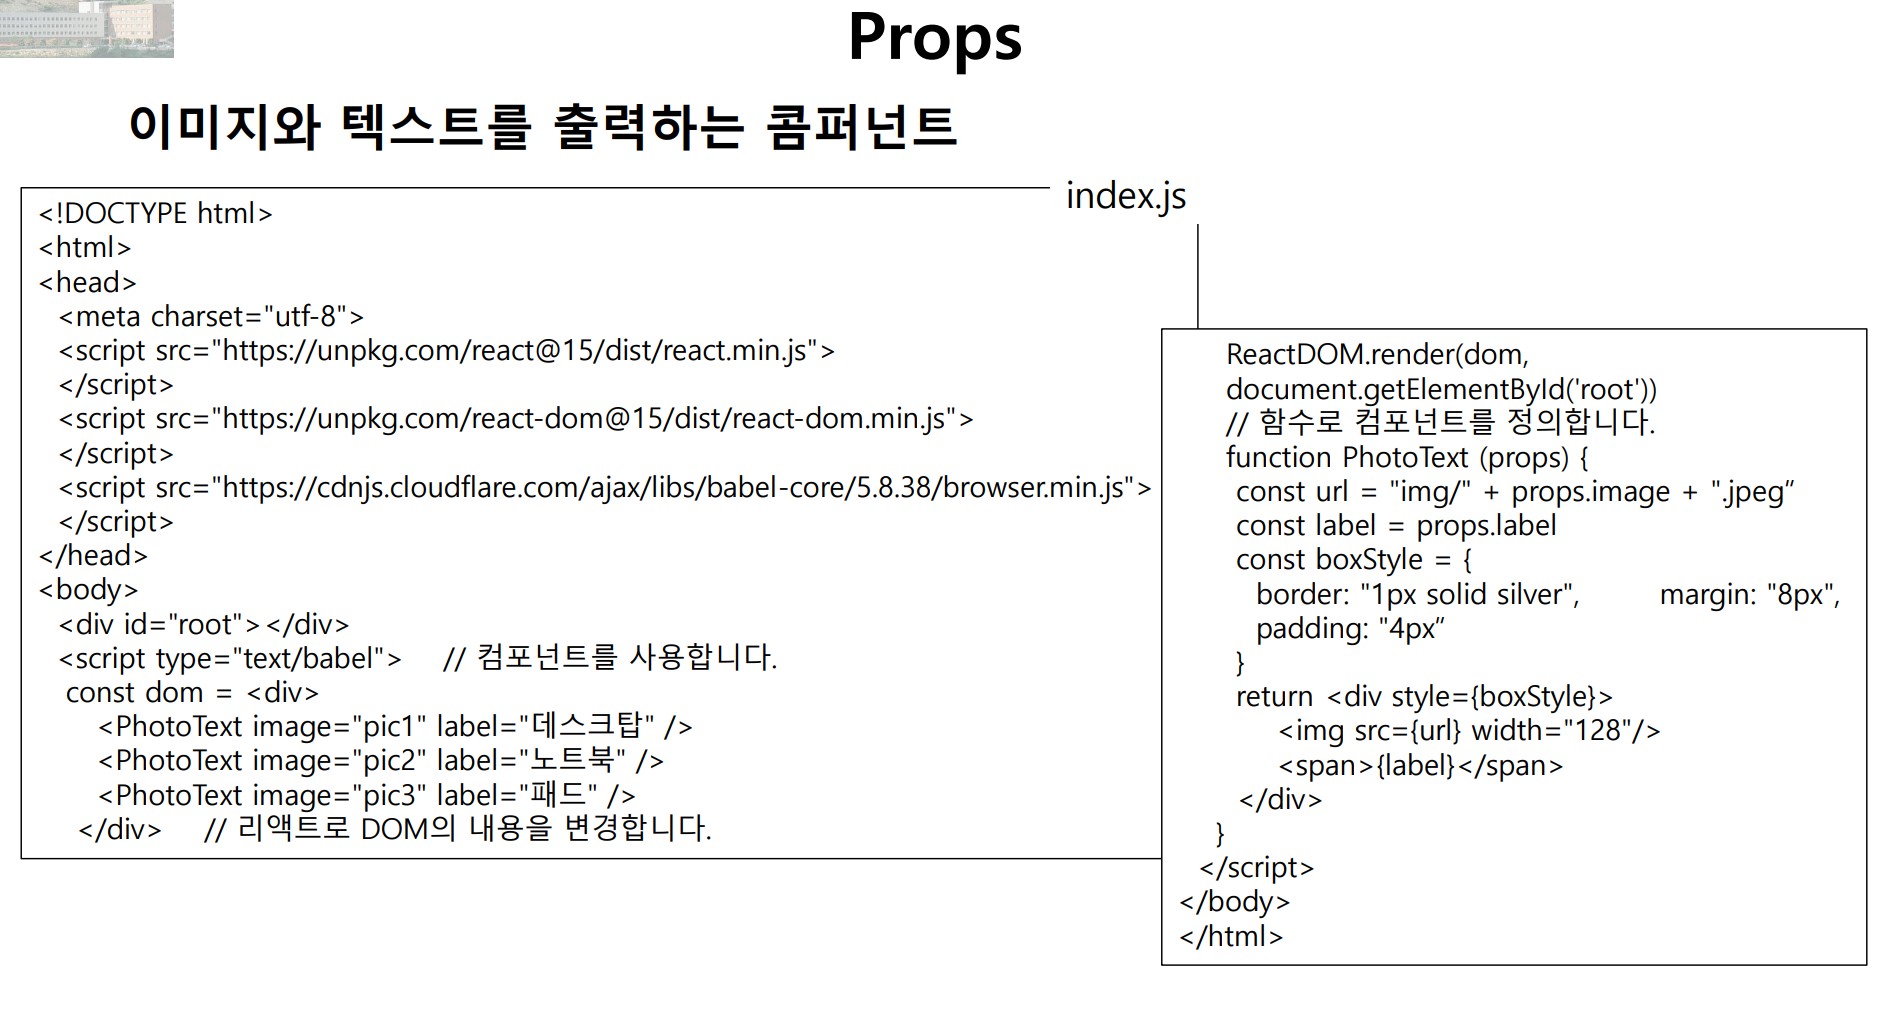 Props
이미지와 텍스트를 출력하는 콤퍼넌트
index.js
<!DOCTYPE html>
<html>
<head>
  <meta charset="utf-8">
  <script src="https://unpkg.com/react@15/dist/react.min.js">
  </script>
  <script src="https://unpkg.com/react-dom@15/dist/react-dom.min.js">
  </script>
  <script src="https://cdnjs.cloudflare.com/ajax/libs/babel-core/5.8.38/browser.min.js">
  </script>
</head>
<body>
  <div id="root"></div>
  <script type="text/babel">    // 컴포넌트를 사용합니다.
   const dom = <div>
      <PhotoText image="pic1" label="데스크탑" />
      <PhotoText image="pic2" label="노트북" />
      <PhotoText image="pic3" label="패드" />
    </div>    // 리액트로 DOM의 내용을 변경합니다.
     ReactDOM.render(dom,
     document.getElementById('root'))
     // 함수로 컴포넌트를 정의합니다.
     function PhotoText (props) {
      const url = "img/" + props.image + ".jpeg“
      const label = props.label
      const boxStyle = {
        border: "1px solid silver",        margin: "8px",
        padding: "4px“
      }
      return <div style={boxStyle}>
          <img src={url} width="128"/>
          <span>{label}</span>
      </div>
    }
  </script>
</body>
</html>